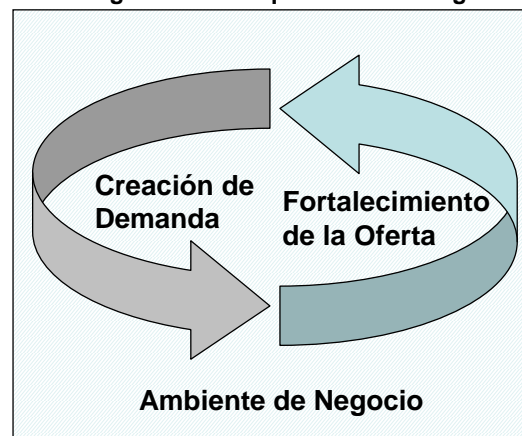 Creación de
Demanda
Fortalecimiento
de la Oferta
Ambiente de Negocio